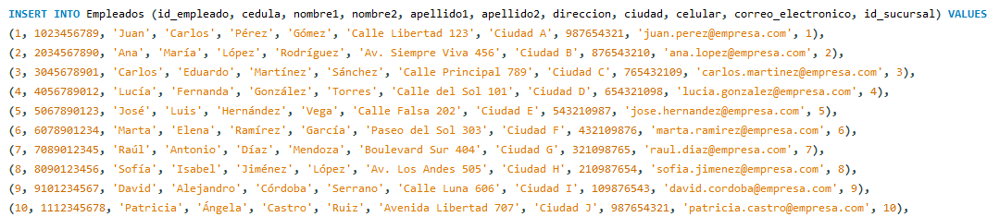 INSERT INTO Empleados (id_empleado, cedula, nombre1, nombre2, apellido1, apellido2, direccion, ciudad, celular, correo_electronico, id_sucursal) VALUES
(1, 1023456789, 'Juan', 'Carlos', 'Pérez', 'Gómez', 'Calle Libertad 123', 'Ciudad A', 987654321, 'juan.perez@empresa.com', 1),
(2, 2034567890, 'Ana', 'María', 'López', 'Rodríguez', 'Av. Siempre Viva 456', 'Ciudad B', 876543210, 'ana.lopez@empresa.com', 2),
(3, 3045678901, 'Carlos', 'Eduardo', 'Martínez', 'Sánchez', 'Calle Principal 789', 'Ciudad C', 765432109, 'carlos.martinez@empresa.com', 3),
(4, 4056789012, 'Lucía', 'Fernanda', 'González', 'Torres', 'Calle del Sol 101', 'Ciudad D', 654321098, 'lucia.gonzalez@empresa.com', 4),
(5, 5067890123, 'José', 'Luis', 'Hernández', 'Vega', 'Calle Falsa 202', 'Ciudad E', 543210987, 'jose.hernandez@empresa.com', 5),
(6, 6078901234, 'Marta', 'Elena', 'Ramírez', 'García', 'Paseo del Sol 303', 'Ciudad F', 432109876, 'marta.ramirez@empresa.com', 6),
(7, 7089012345, 'Raúl', 'Antonio', 'Díaz', 'Mendoza', 'Boulevard Sur 404', 'Ciudad G', 321098765, 'raul.diaz@empresa.com', 7),
(8, 8090123456, 'Sofía', 'Isabel', 'Jiménez', 'López', 'Av. Los Andes 505', 'Ciudad H', 210987654, 'sofia.jimenez@empresa.com', 8),
(9, 9101234567, 'David', 'Alejandro', 'Córdoba', 'Serrano', 'Calle Luna 606', 'Ciudad I', 109876543, 'david.cordoba@empresa.com', 9),
(10, 1112345678, 'Patricia', 'Ángela', 'Castro', 'Ruiz', 'Avenida Libertad 707', 'Ciudad J', 987654321, 'patricia.castro@empresa.com', 10),